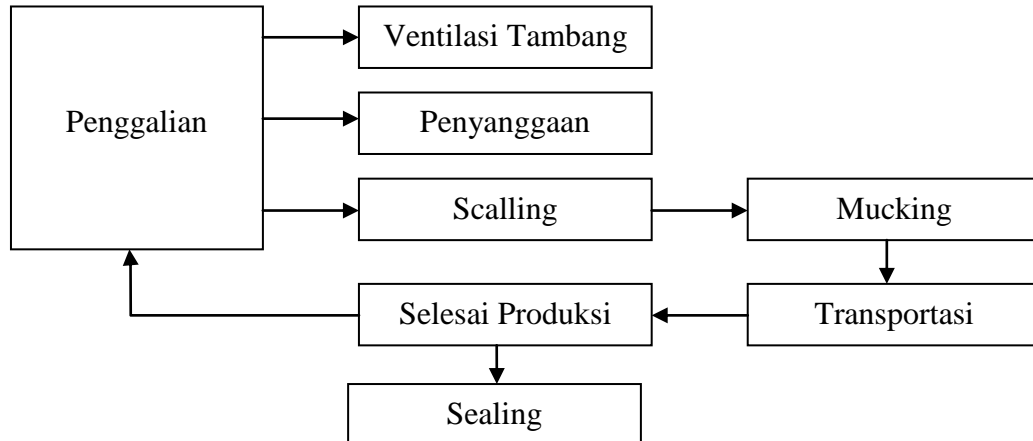 Ventilasi Tambang
Penggalian
Penyanggaan
Scalling
Mucking
Selesai Produksi
Transportasi
Sealing